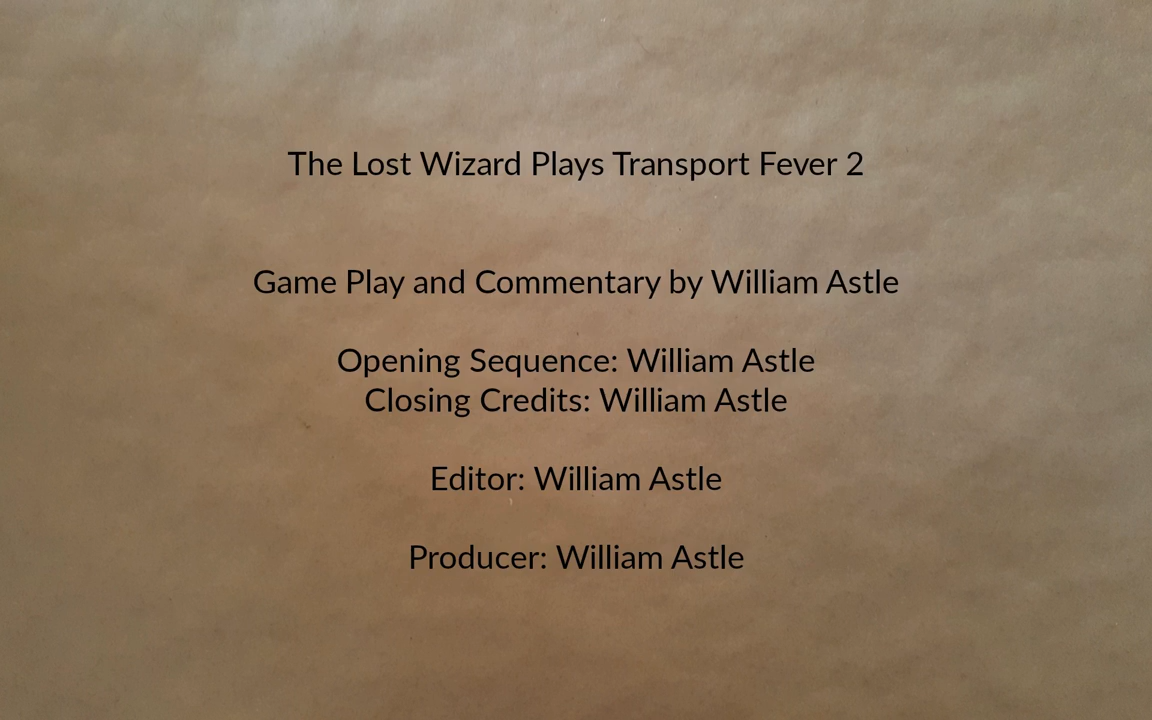 The Lost Wizard Plays Transport Fever 2
Game Play and Commentary by William Astle
Opening Sequence: William Astle
Closing Credits: William Astle
Editor: William Astle
Producer: William Astle